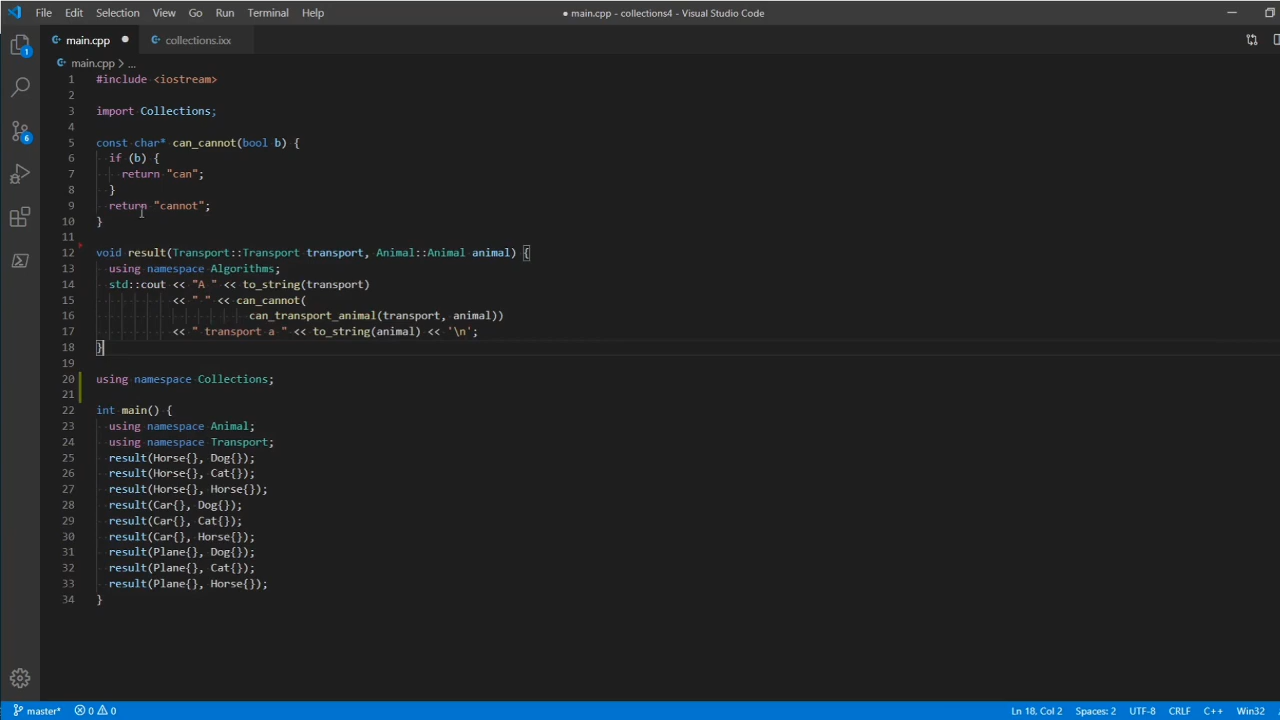 File Edit Selection View Go Run Terminal Help ● main.cpp - collections4 - Visual Studio Code
main.cpp collections.ixx
main.cpp > ...
1 #include <iostream>
2
3 import Collections;
4
5 const char* can_cannot(bool b) {
6 if (b) {
7 return "can";
8 }
9 return "cannot";
10 }
11
12 void result(Transport::Transport transport, Animal::Animal animal) {
13 using namespace Algorithms;
14 std::cout << "A " << to_string(transport)
15 << " " << can_cannot(
16 can_transport_animal(transport, animal))
17 << " transport a " << to_string(animal) << '\n';
18 }
19
20 using namespace Collections;
21
22 int main() {
23 using namespace Animal;
24 using namespace Transport;
25 result(Horse{}, Dog{});
26 result(Horse{}, Cat{});
27 result(Horse{}, Horse{});
28 result(Car{}, Dog{});
29 result(Car{}, Cat{});
30 result(Car{}, Horse{});
31 result(Plane{}, Dog{});
32 result(Plane{}, Cat{});
33 result(Plane{}, Horse{});
34 }
1
6
master* 0 0 Ln 18, Col 2 Spaces: 2 UTF-8 CRLF C++ Win32